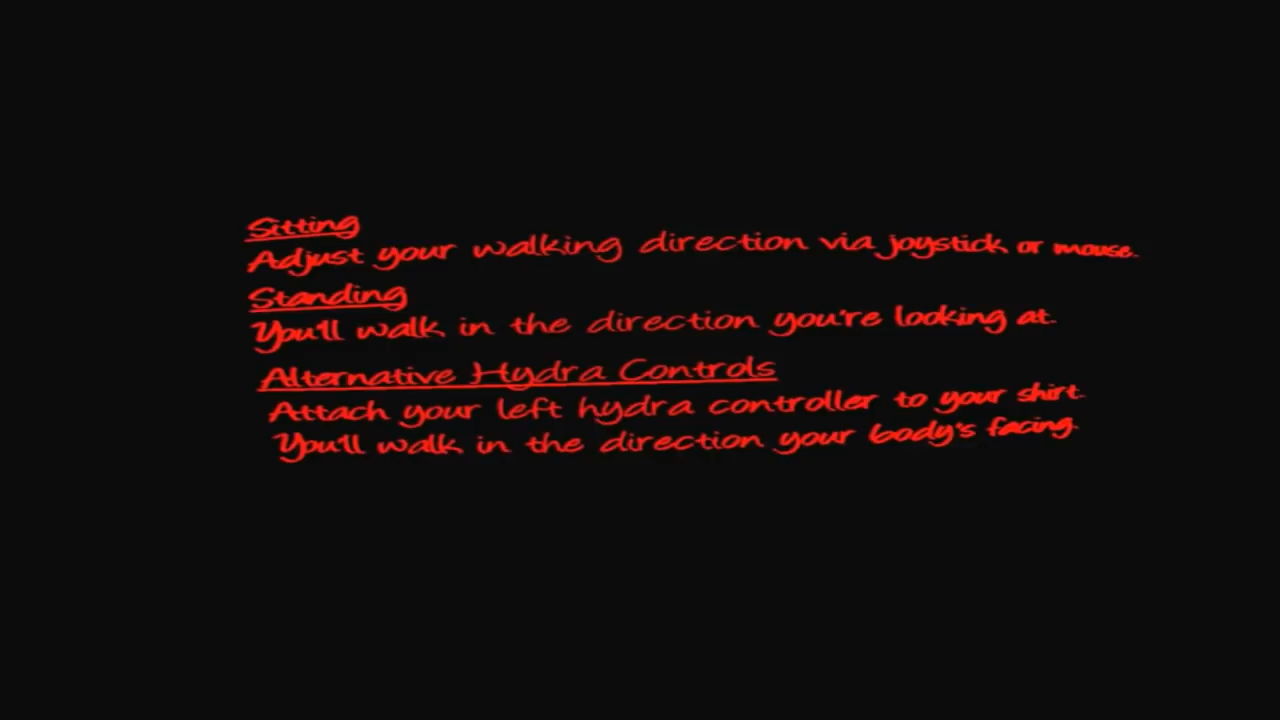 Sitting
Adjust your walking direction via joystick or mouse.
Standing
You'll walk in the direction you're looking at.
Alternative Hydra Controls
Attach your left hydra controller to your shirt.
You'll walk in the direction your body's facing.